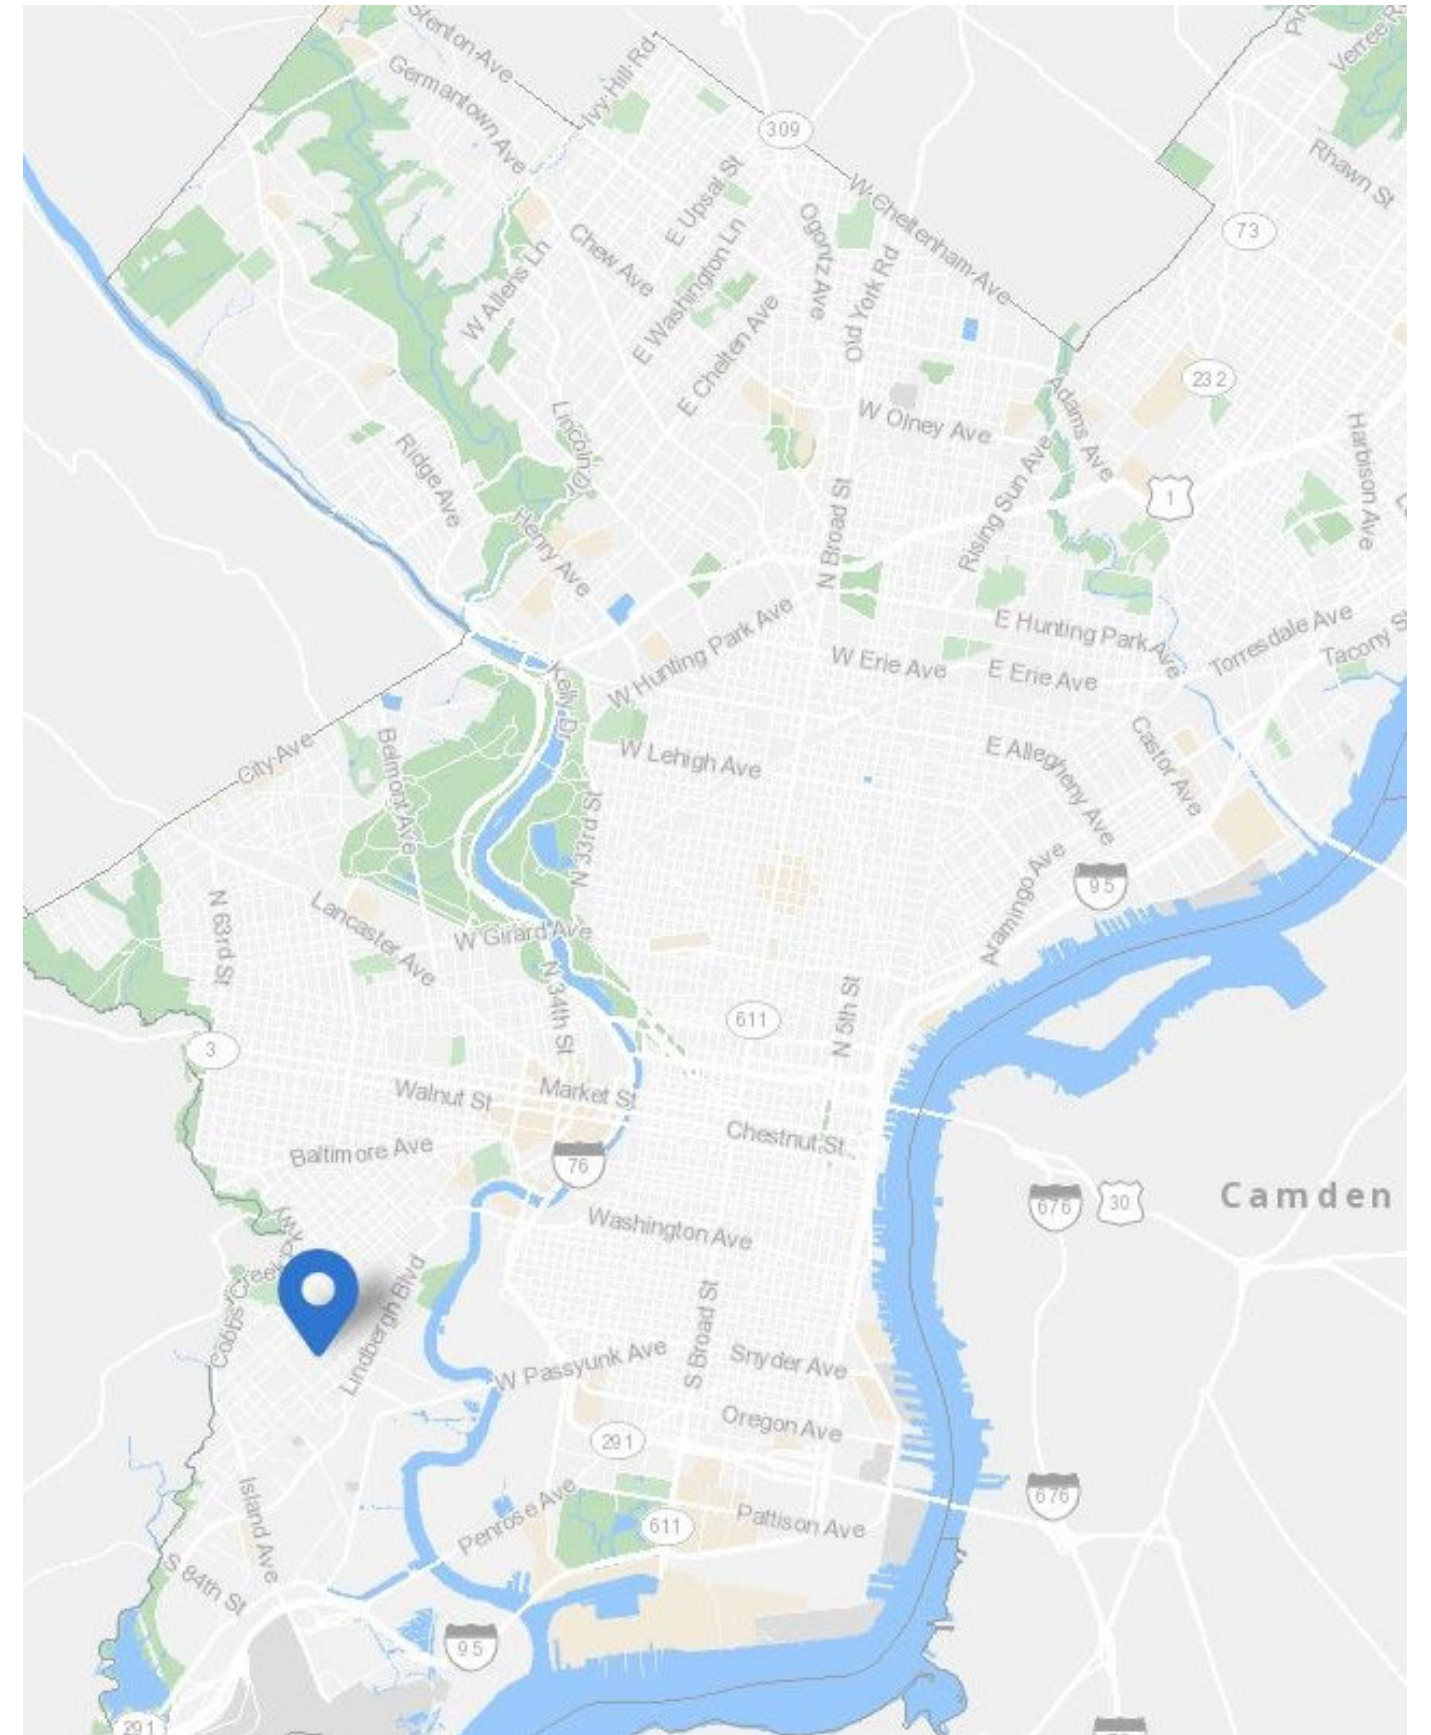 Stenton Ave
Ivy Hill Rd
Germantown Ave
Verree
309
Rhawn St
E Upsal St
W Cheltenham Ave
73
Chew Ave
E Washington Ln
Ogontz Ave
Old York Rd
W Allens Ln
E Chelten Ave
232
Adams Ave
W Olney Ave
Lincoln Dr
Harbison Ave
Ridge Ave
Rising Sun Ave
1
N Broad St
Henry Ave
E Hunting Park Ave
Torresdale Ave
Tacony
W Hunting Park Ave
W Erie Ave
E Erie Ave
Kelly Dr
City Ave
Belmont Ave
W Lehigh Ave
E Allegheny Ave
Castor Ave
N 33rd St
95
Aramingo Ave
N 63rd St
Lancaster Ave
W Girard Ave
N 34th St
611
N 5th St
3
Walnut St
Market St
Chestnut St
Baltimore Ave
76
676
30
Camden
Washington Ave
Cobbs Creek Pkwy
Lindbergh Blvd
S Broad St
W Passyunk Ave
Snyder Ave
Oregon Ave
291
676
Island Ave
Penrose Ave
611
Pattison Ave
S 84th St
95
291